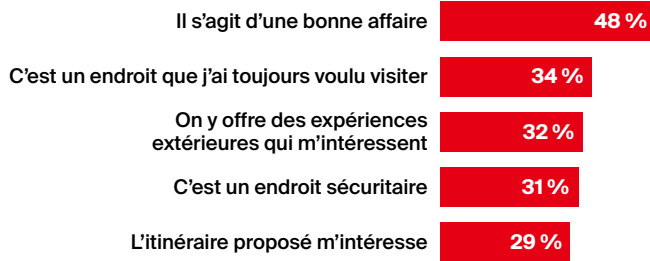 Il s’agit d’une bonne affaire 48 %
C’est un endroit que j’ai toujours voulu visiter 34 %
On y offre des expériences
extérieures qui m’intéressent 32 %
C’est un endroit sécuritaire 31 %
L’itinéraire proposé m’intéresse 29 %